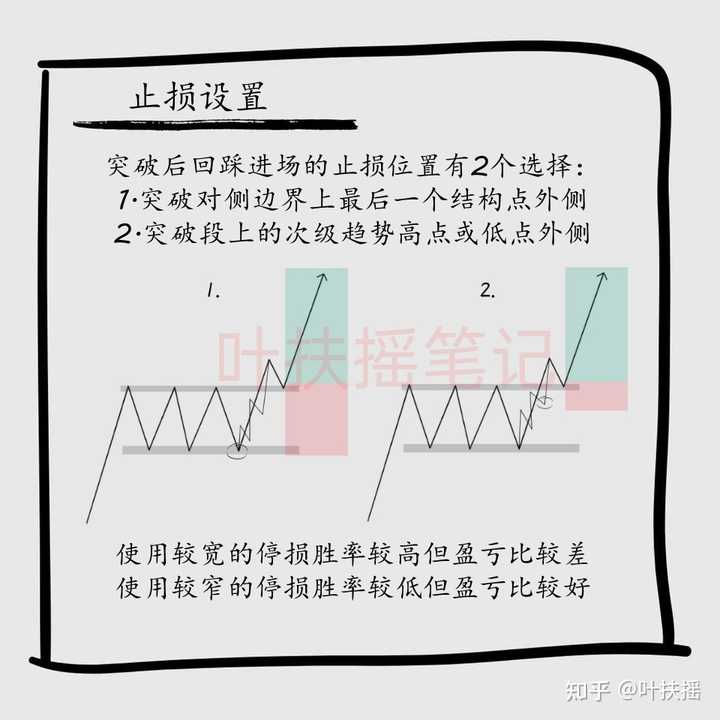 止损设置
突破后回踩进场的止损位置有2个选择:
1.突破对侧边界上最后一个结构点外侧
2.突破段上的次级趋势高点或低点外侧
1.
2.
叶扶摇笔记
使用较宽的停损胜率较高但盈亏比较差
使用较窄的停损胜率较低但盈亏比较好
知乎 @叶扶摇